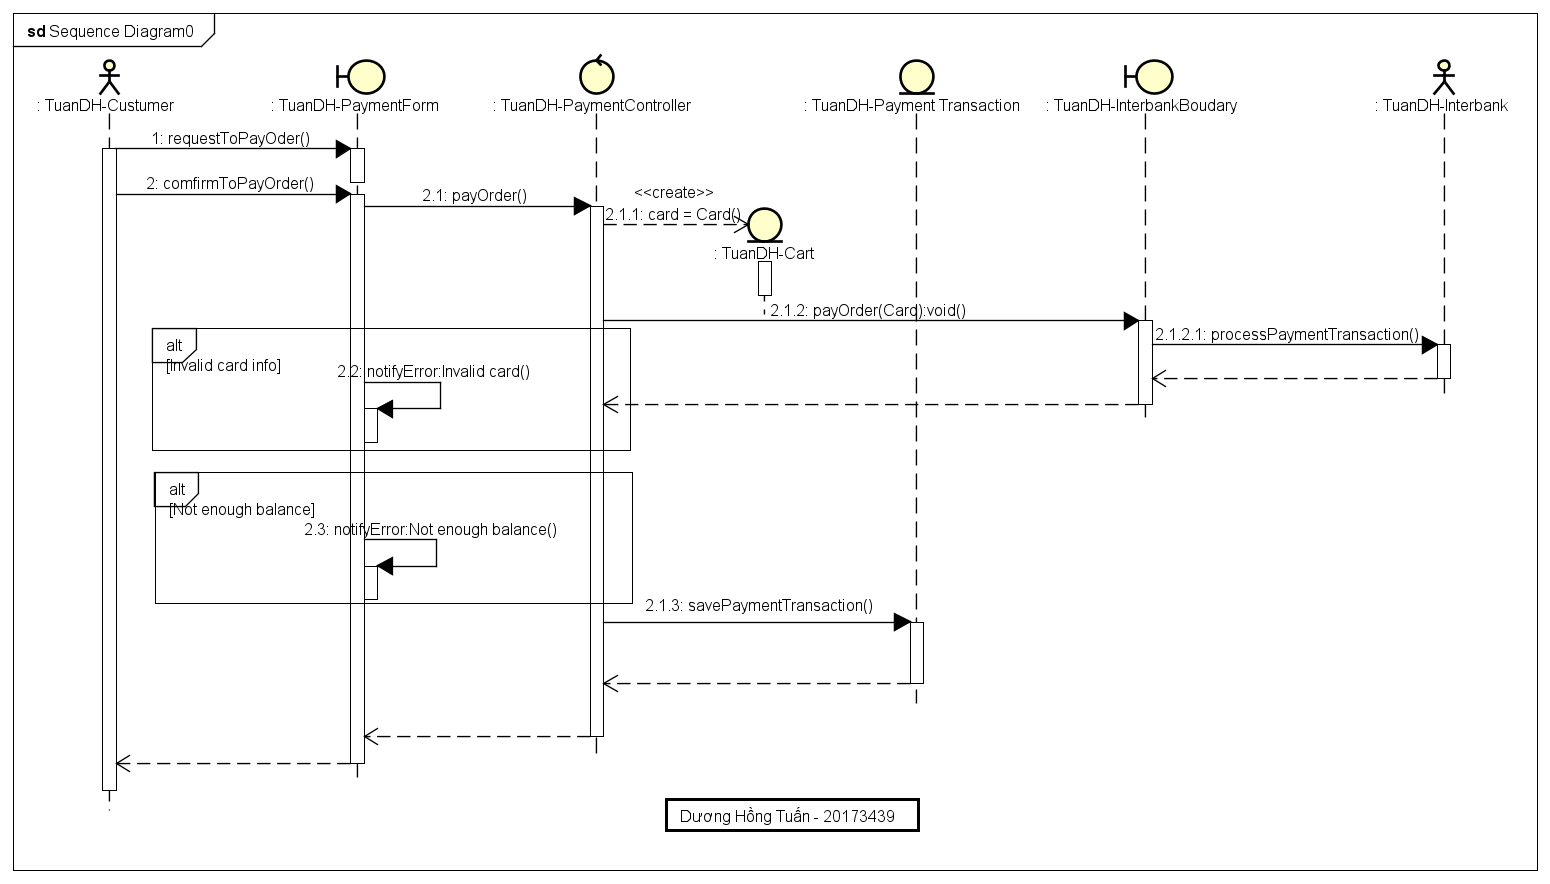 sd Sequence Diagram0
: TuanDH-Custumer
: TuanDH-PaymentForm
: TuanDH-PaymentController
: TuanDH-Payment Transaction
: TuanDH-InterbankBoudary
: TuanDH-Interbank
1: requestToPayOder()
2: comfirmToPayOrder()
2.1: payOrder()
<<create>>
2.1.1: card = Card()
: TuanDH-Cart
2.1.2: payOrder(Card):void()
2.1.2.1: processPaymentTransaction()
alt
[Invalid card info]
2.2: notifyError:Invalid card()
alt
[Not enough balance]
2.3: notifyError:Not enough balance()
2.1.3: savePaymentTransaction()
Dương Hồng Tuấn - 20173439